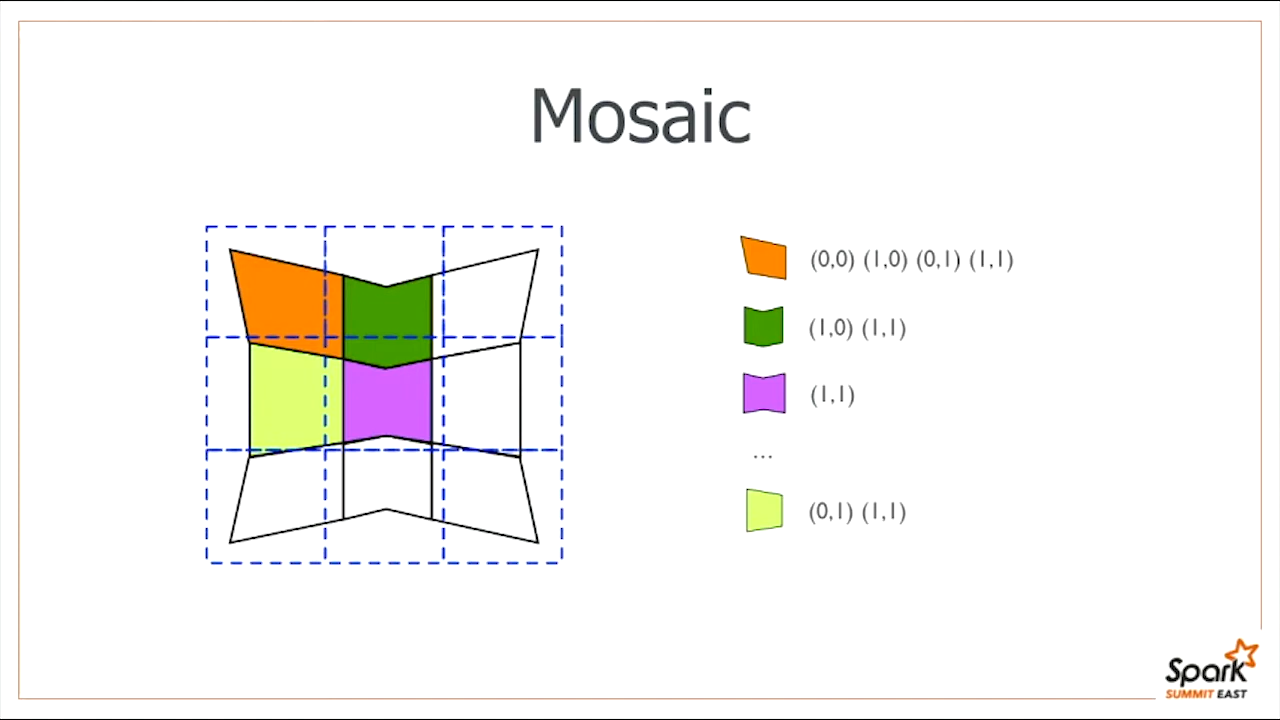 Mosaic
(0,0) (1,0) (0,1) (1,1)
(1,0) (1,1)
(1,1)
...
(0,1) (1,1)
Spark
SUMMIT EAST